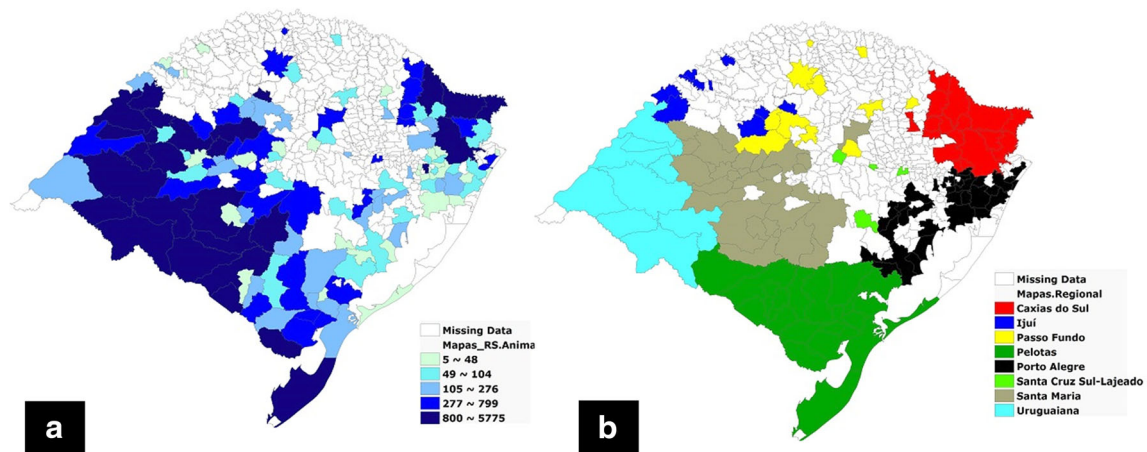 Missing Data
Mapas_RS.Anima
5 ~ 48
49 ~ 104
105 ~ 276
277 ~ 799
800 ~ 5775
a
Missing Data
Mapas.Regional
Caxias do Sul
Ijuí
Passo Fundo
Pelotas
Porto Alegre
Santa Cruz Sul-Lajeado
Santa Maria
Uruguaiana
b